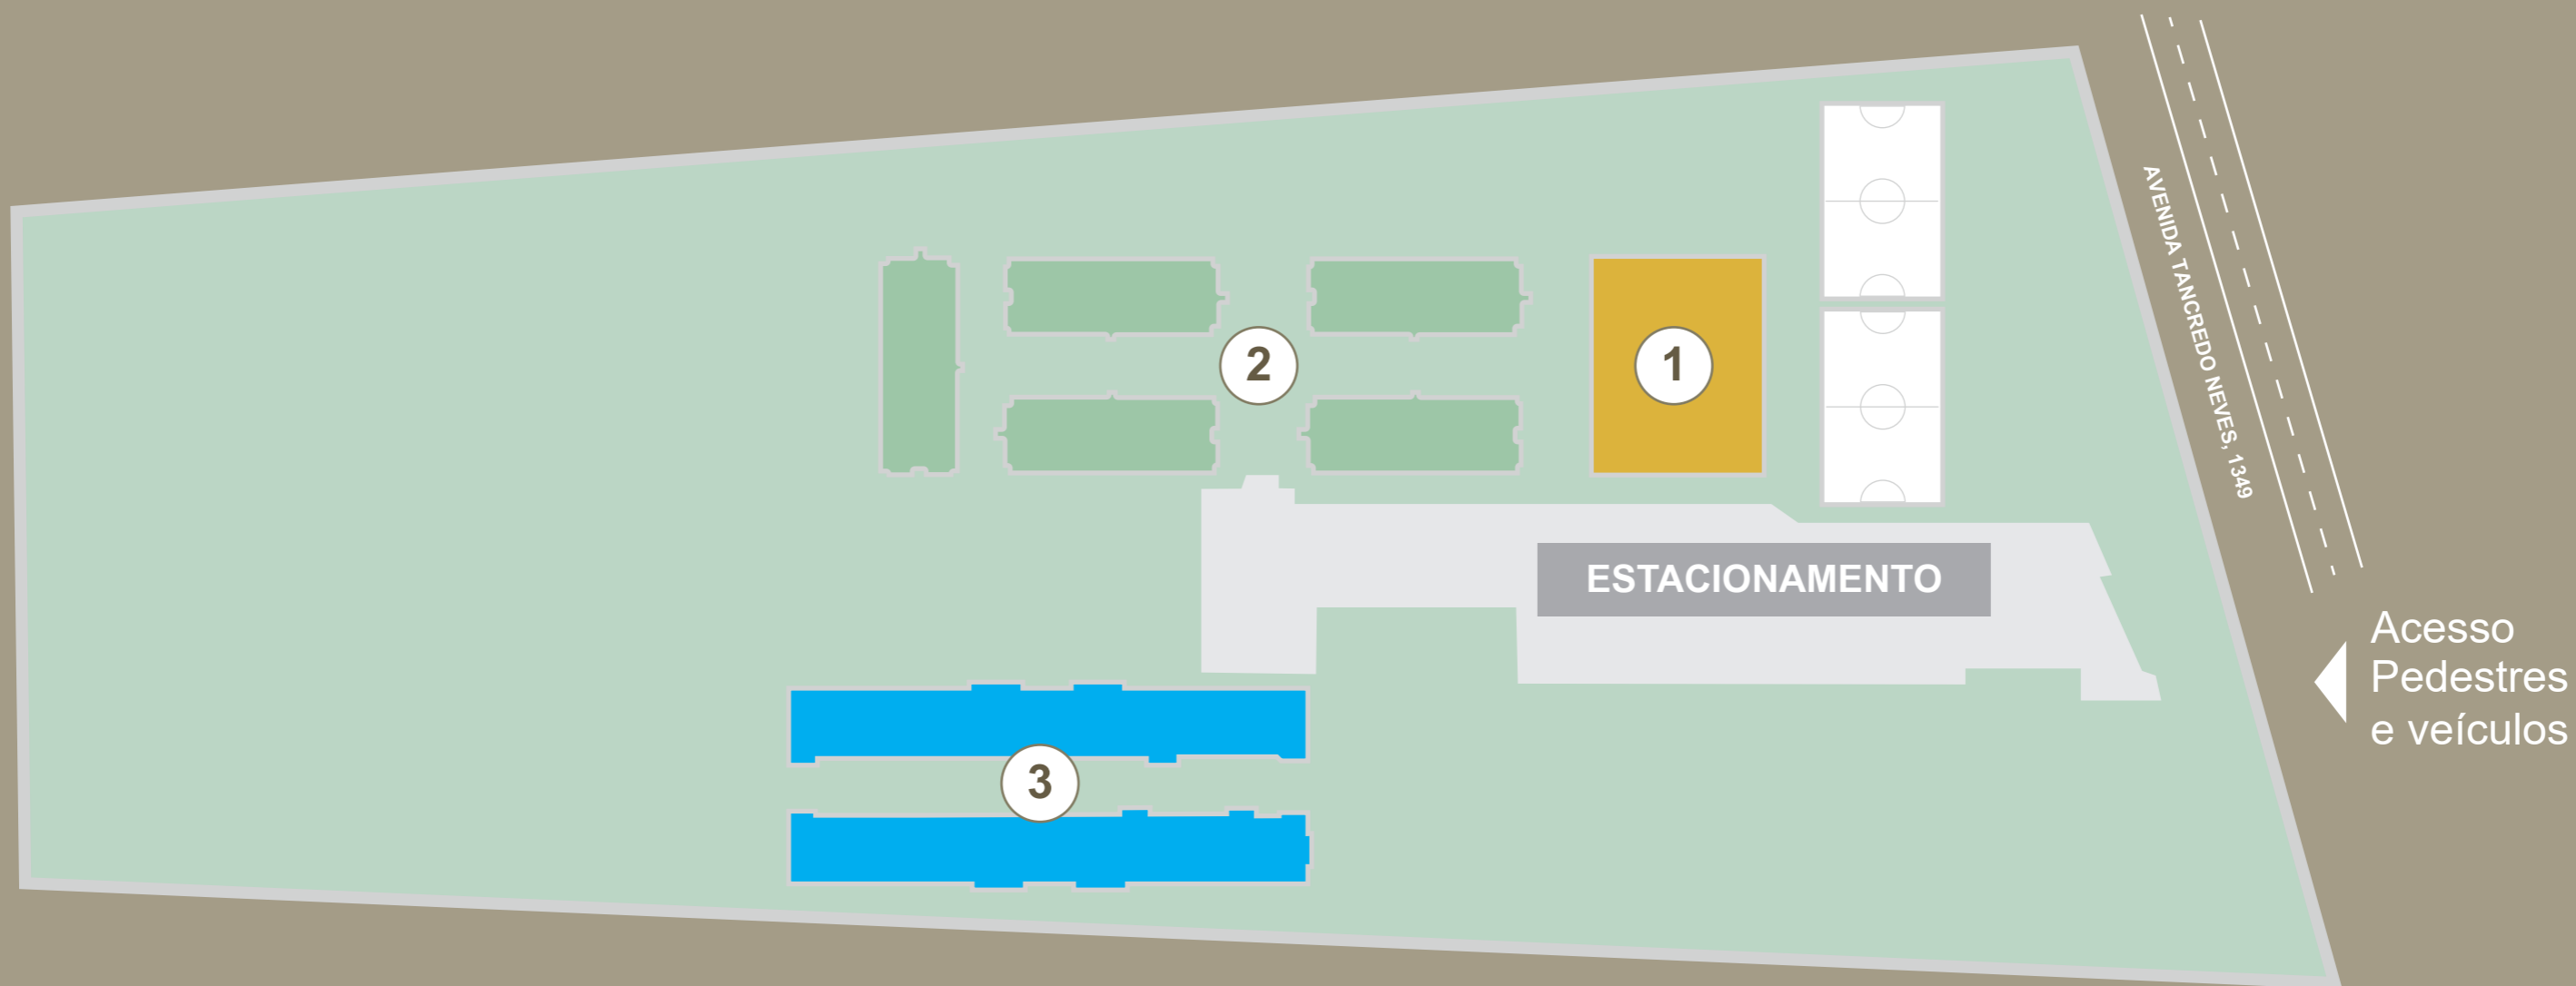 AVENIDA TANCREDO NEVES, 1349
2
1
ESTACIONAMENTO
Acesso
Pedestres
e veículos
3